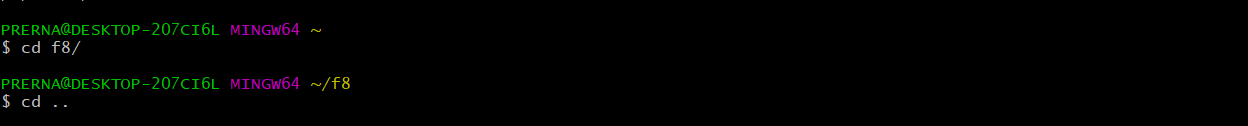 PRERNA@DESKTOP-207CI6L MINGW64 ~
$ cd f8/
PRERNA@DESKTOP-207CI6L MINGW64 ~/f8
$ cd ..